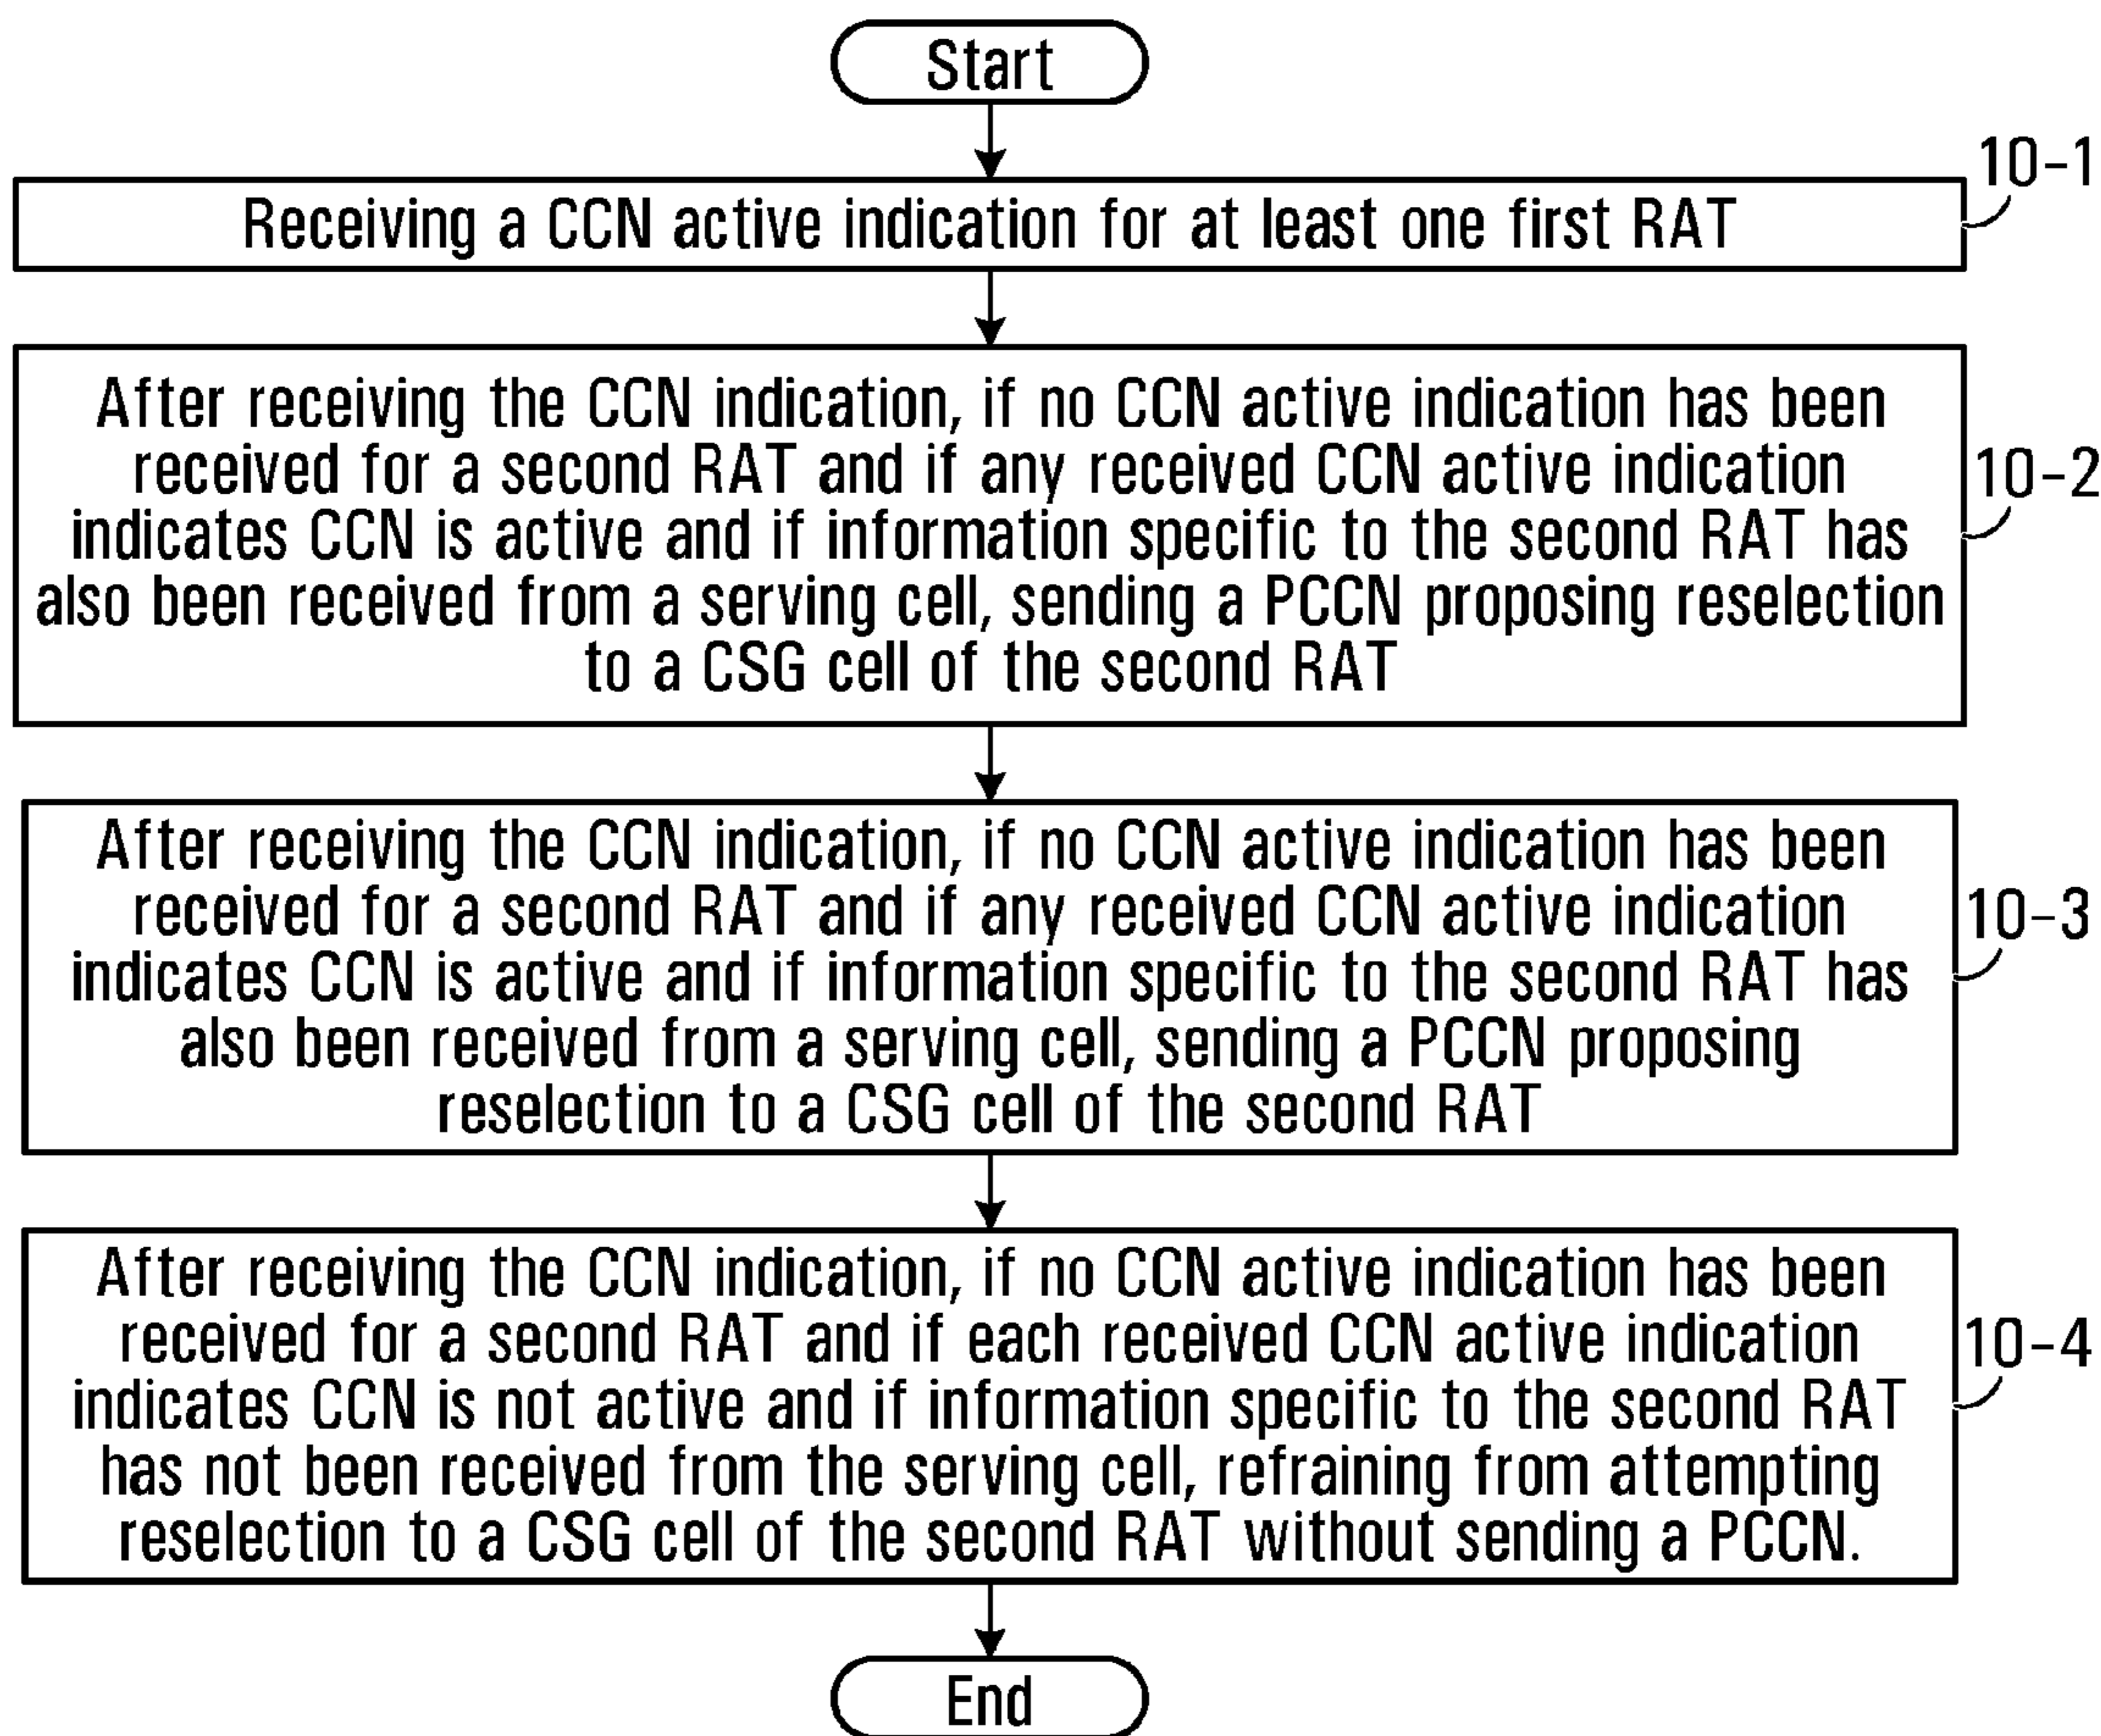 Start
10-1
Receiving a CCN active indication for at least one first RAT
After receiving the CCN indication, if no CCN active indication has been
received for a second RAT and if any received CCN active indication
indicates CCN is active and if information specific to the second RAT has
also been received from a serving cell, sending a PCCN proposing reselection
to a CSG cell of the second RAT
10-2
After receiving the CCN indication, if no CCN active indication has been
received for a second RAT and if any received CCN active indication
indicates CCN is active and if information specific to the second RAT has
also been received from a serving cell, sending a PCCN proposing
reselection to a CSG cell of the second RAT
10-3
After receiving the CCN indication, if no CCN active indication has been
received for a second RAT and if each received CCN active indication
indicates CCN is not active and if information specific to the second RAT
has not been received from the serving cell, refraining from attempting
reselection to a CSG cell of the second RAT without sending a PCCN.
10-4
End